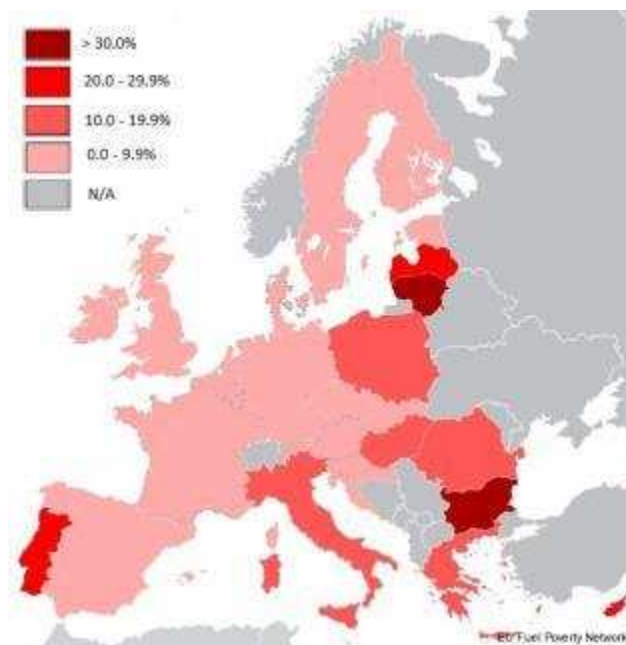 > 30.0%
20.0 - 29.9%
10.0 - 19.9%
0.0 - 9.9%
N/A
EU Fuel Poverty Network